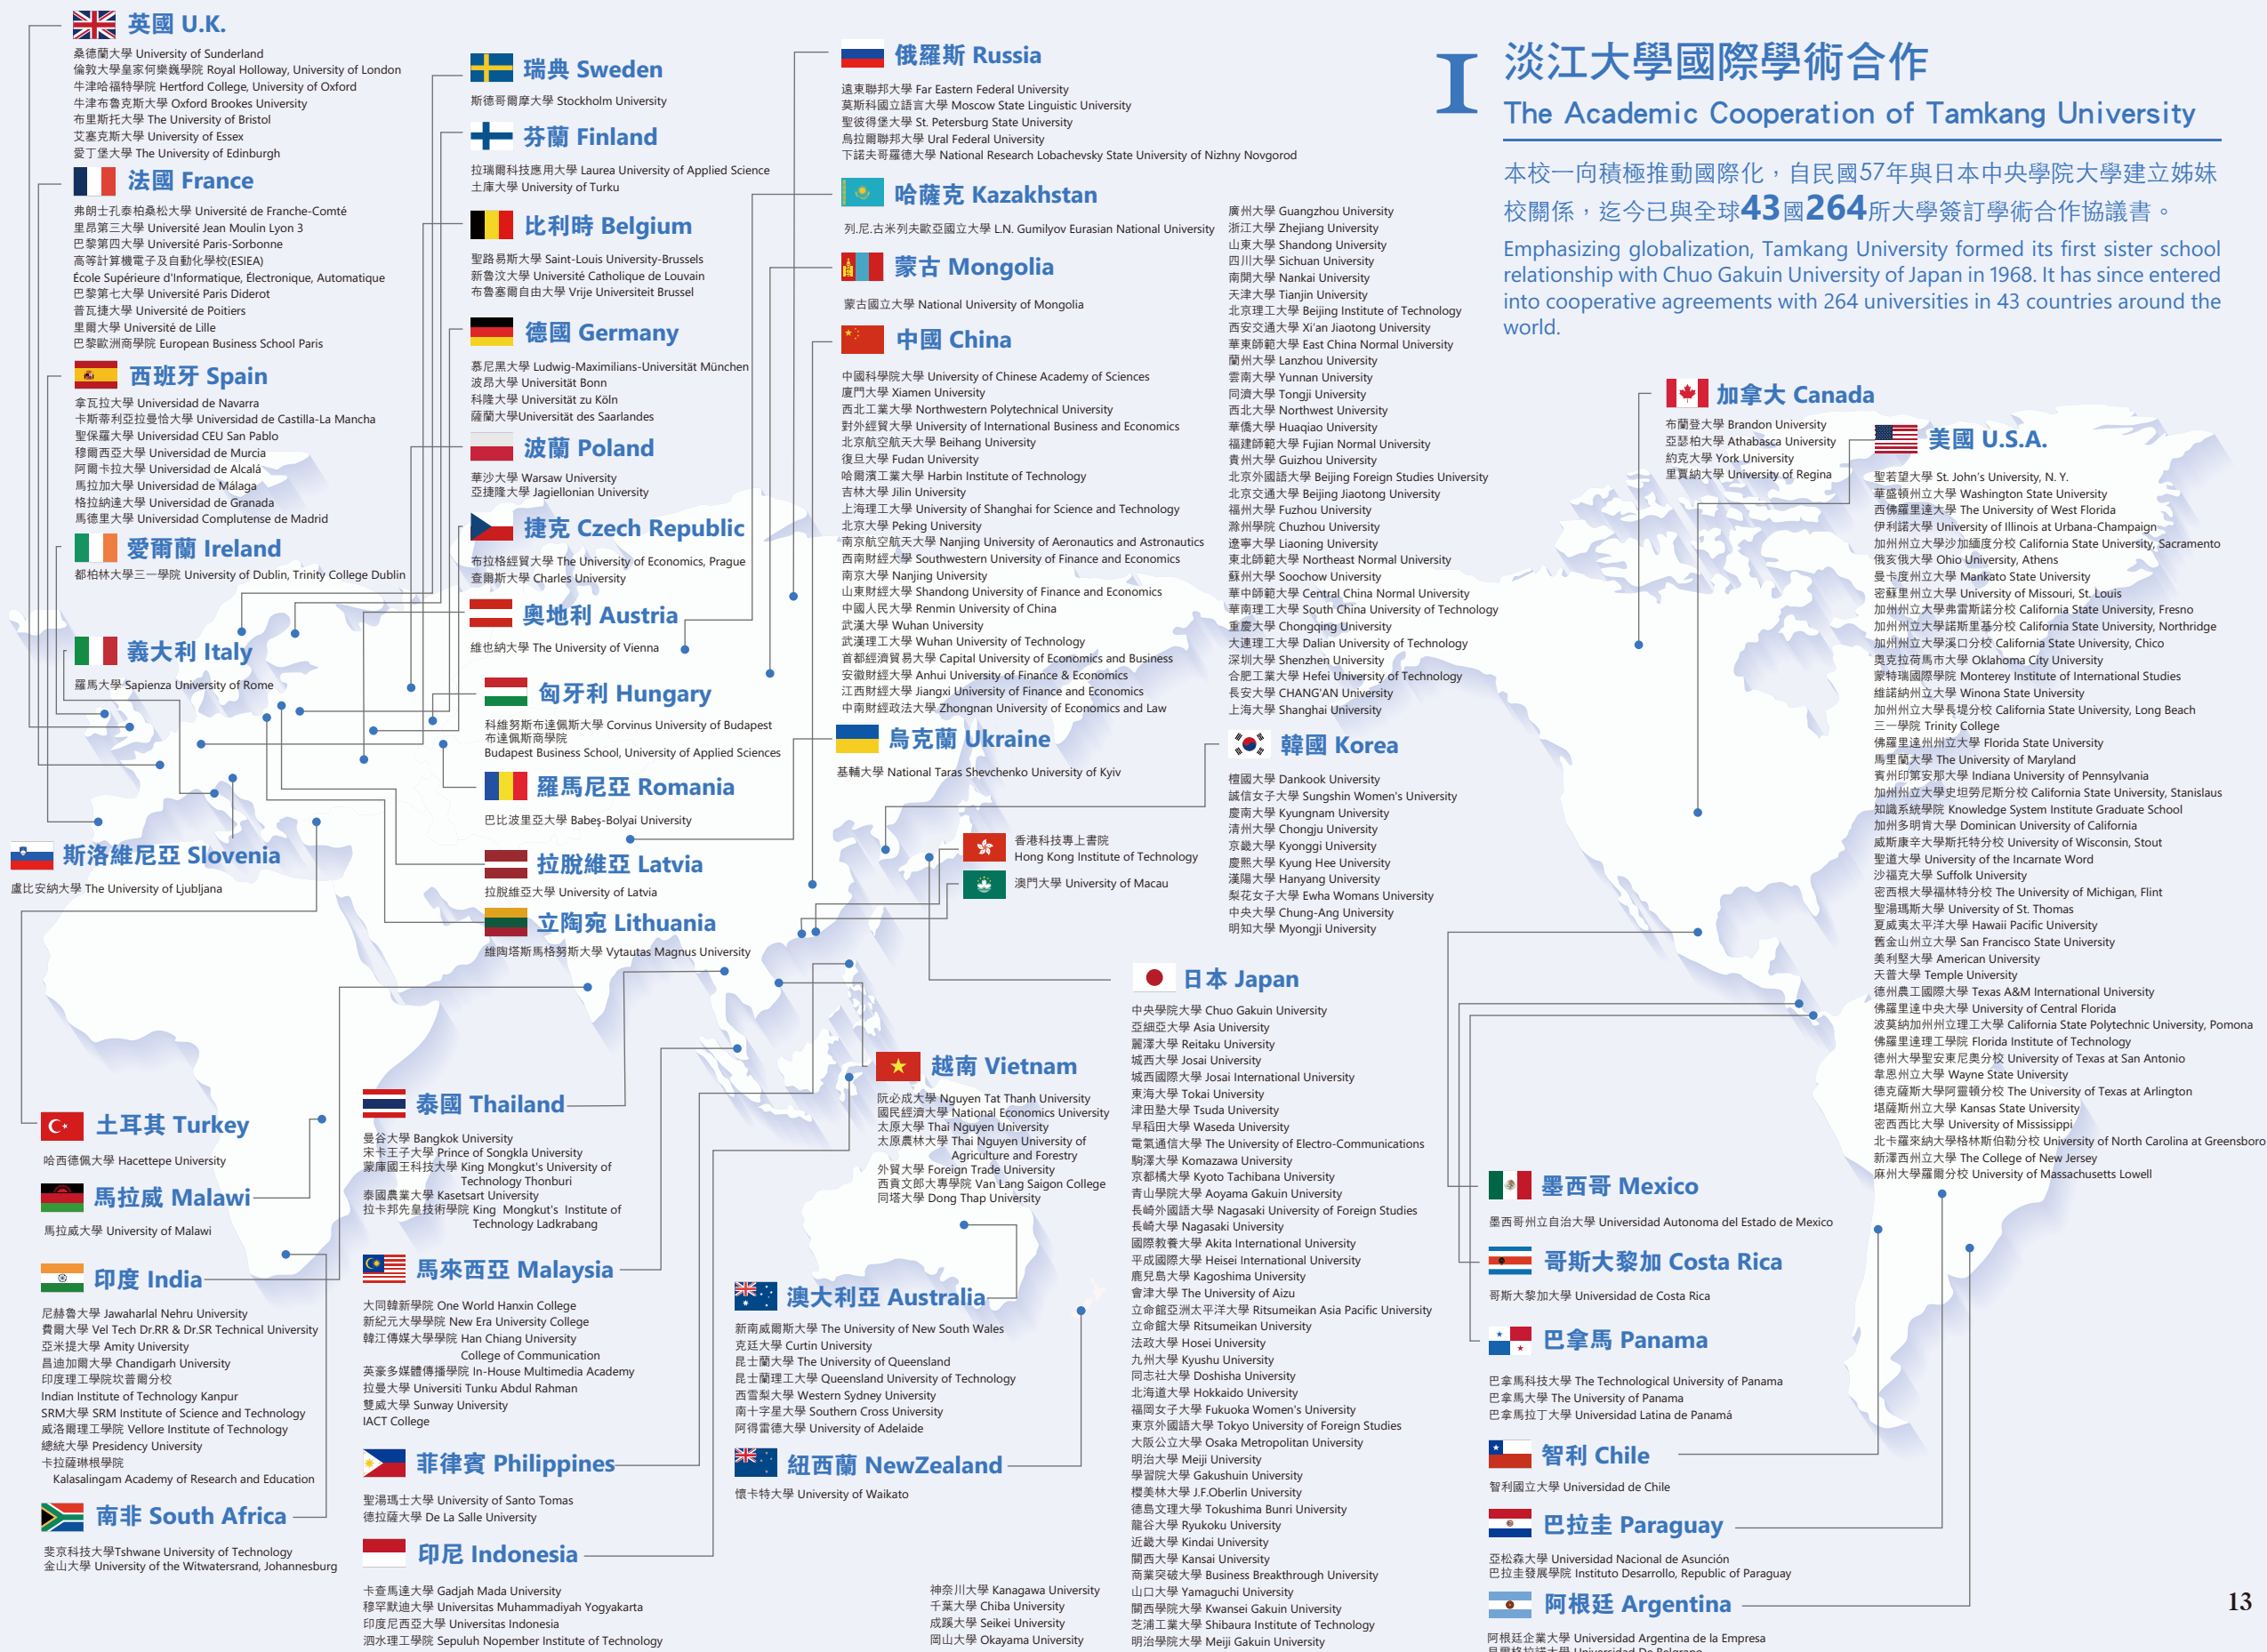 I
淡江大學國際學術合作
The Academic Cooperation of Tamkang University
本校一向積極推動國際化，自民國57年與日本中央學院大學建立姊妹
校關係，迄今已與全球43國264所大學簽訂學術合作協議書。
Emphasizing globalization, Tamkang University formed its first sister school
relationship with Chuo Gakuin University of Japan in 1968. It has since entered
into cooperative agreements with 264 universities in 43 countries around the
world.
英國 U.K.
桑德蘭大學 University of Sunderland
倫敦大學皇家何樂巍學院 Royal Holloway, University of London
牛津哈福特學院 Hertford College, University of Oxford
牛津布魯克斯大學 Oxford Brookes University
布里斯托大學 The University of Bristol
艾塞克斯大學 University of Essex
愛丁堡大學 The University of Edinburgh
法國 France
弗朗士孔泰柏桑松大學 Université de Franche-Comté
里昂第三大學 Université Jean Moulin Lyon 3
巴黎第四大學 Université Paris-Sorbonne
高等計算機電子及自動化學校(ESIEA)
École Supérieure d'Informatique, Électronique, Automatique
巴黎第七大學 Université Paris Diderot
普瓦捷大學 Université de Poitiers
里爾大學 Université de Lille
巴黎歐洲商學院 European Business School Paris
西班牙 Spain
拿瓦拉大學 Universidad de Navarra
卡斯蒂利亞拉曼恰大學 Universidad de Castilla-La Mancha
聖保羅大學 Universidad CEU San Pablo
穆爾西亞大學 Universidad de Murcia
阿爾卡拉大學 Universidad de Alcalá
馬拉加大學 Universidad de Málaga
格拉納達大學 Universidad de Granada
馬德里大學 Universidad Complutense de Madrid
愛爾蘭 Ireland
都柏林大學三一學院 University of Dublin, Trinity College Dublin
義大利 Italy
羅馬大學 Sapienza University of Rome
斯洛維尼亞 Slovenia
盧比安納大學 The University of Ljubljana
瑞典 Sweden
斯德哥爾摩大學 Stockholm University
芬蘭 Finland
拉瑞爾科技應用大學 Laurea University of Applied Science
土庫大學 University of Turku
比利時 Belgium
聖路易斯大學 Saint-Louis University-Brussels
新魯汶大學 Université Catholique de Louvain
布魯塞爾自由大學 Vrije Universiteit Brussel
德國 Germany
慕尼黑大學 Ludwig-Maximilians-Universität München
波昂大學 Universität Bonn
科隆大學 Universität zu Köln
薩蘭大學Universität des Saarlandes
波蘭 Poland
華沙大學 Warsaw University
亞捷隆大學 Jagiellonian University
捷克 Czech Republic
布拉格經貿大學 The University of Economics, Prague
查爾斯大學 Charles University
奧地利 Austria
維也納大學 The University of Vienna
匈牙利 Hungary
科維努斯布達佩斯大學 Corvinus University of Budapest
布達佩斯商學院
Budapest Business School, University of Applied Sciences
羅馬尼亞 Romania
巴比波里亞大學 Babeş-Bolyai University
拉脫維亞 Latvia
拉脫維亞大學 University of Latvia
立陶宛 Lithuania
維陶塔斯馬格努斯大學 Vytautas Magnus University
俄羅斯 Russia
遠東聯邦大學 Far Eastern Federal University
莫斯科國立語言大學 Moscow State Linguistic University
聖彼得堡大學 St. Petersburg State University
烏拉爾聯邦大學 Ural Federal University
下諾夫哥羅德大學 National Research Lobachevsky State University of Nizhny Novgorod
哈薩克 Kazakhstan
列.尼.古米列夫歐亞國立大學 L.N. Gumilyov Eurasian National University
蒙古 Mongolia
蒙古國立大學 National University of Mongolia
中國 China
中國科學院大學 University of Chinese Academy of Sciences
廈門大學 Xiamen University
西北工業大學 Northwestern Polytechnical University
對外經貿大學 University of International Business and Economics
北京航空航天大學 Beihang University
復旦大學 Fudan University
哈爾濱工業大學 Harbin Institute of Technology
吉林大學 Jilin University
上海理工大學 University of Shanghai for Science and Technology
北京大學 Peking University
南京航空航天大學 Nanjing University of Aeronautics and Astronautics
西南財經大學 Southwestern University of Finance and Economics
南京大學 Nanjing University
山東財經大學 Shandong University of Finance and Economics
中國人民大學 Renmin University of China
武漢大學 Wuhan University
武漢理工大學 Wuhan University of Technology
首都經濟貿易大學 Capital University of Economics and Business
安徽財經大學 Anhui University of Finance & Economics
江西財經大學 Jiangxi University of Finance and Economics
中南財經政法大學 Zhongnan University of Economics and Law
廣州大學 Guangzhou University
浙江大學 Zhejiang University
山東大學 Shandong University
四川大學 Sichuan University
南開大學 Nankai University
天津大學 Tianjin University
北京理工大學 Beijing Institute of Technology
西安交通大學 Xi'an Jiaotong University
華東師範大學 East China Normal University
蘭州大學 Lanzhou University
雲南大學 Yunnan University
同濟大學 Tongji University
西北大學 Northwest University
華僑大學 Huaqiao University
福建師範大學 Fujian Normal University
貴州大學 Guizhou University
北京外國語大學 Beijing Foreign Studies University
北京交通大學 Beijing Jiaotong University
福州大學 Fuzhou University
滁州學院 Chuzhou University
遼寧大學 Liaoning University
東北師範大學 Northeast Normal University
蘇州大學 Soochow University
華中師範大學 Central China Normal University
華南理工大學 South China University of Technology
重慶大學 Chongqing University
大連理工大學 Dalian University of Technology
深圳大學 Shenzhen University
合肥工業大學 Hefei University of Technology
長安大學 CHANG'AN University
上海大學 Shanghai University
烏克蘭 Ukraine
基輔大學 National Taras Shevchenko University of Kyiv
香港科技專上書院
Hong Kong Institute of Technology
澳門大學 University of Macau
韓國 Korea
檀國大學 Dankook University
誠信女子大學 Sungshin Women's University
慶南大學 Kyungnam University
清州大學 Chongju University
京畿大學 Kyonggi University
慶熙大學 Kyung Hee University
漢陽大學 Hanyang University
梨花女子大學 Ewha Womans University
中央大學 Chung-Ang University
明知大學 Myongji University
日本 Japan
中央學院大學 Chuo Gakuin University
亞細亞大學 Asia University
麗澤大學 Reitaku University
城西大學 Josai University
城西國際大學 Josai International University
東海大學 Tokai University
津田塾大學 Tsuda University
早稻田大學 Waseda University
電氣通信大學 The University of Electro-Communications
駒澤大學 Komazawa University
京都橘大學 Kyoto Tachibana University
青山學院大學 Aoyama Gakuin University
長崎外國語大學 Nagasaki University of Foreign Studies
長崎大學 Nagasaki University
國際教養大學 Akita International University
平成國際大學 Heisei International University
鹿兒島大學 Kagoshima University
會津大學 The University of Aizu
立命館亞洲太平洋大學 Ritsumeikan Asia Pacific University
立命館大學 Ritsumeikan University
法政大學 Hosei University
九州大學 Kyushu University
同志社大學 Doshisha University
北海道大學 Hokkaido University
福岡女子大學 Fukuoka Women's University
東京外國語大學 Tokyo University of Foreign Studies
大阪公立大學 Osaka Metropolitan University
明治大學 Meiji University
學習院大學 Gakushuin University
櫻美林大學 J.F.Oberlin University
德島文理大學 Tokushima Bunri University
龍谷大學 Ryukoku University
近畿大學 Kindai University
關西大學 Kansai University
商業突破大學 Business Breakthrough University
山口大學 Yamaguchi University
關西學院大學 Kwansei Gakuin University
芝浦工業大學 Shibaura Institute of Technology
明治學院大學 Meiji Gakuin University
神奈川大學 Kanagawa University
千葉大學 Chiba University
成蹊大學 Seikei University
岡山大學 Okayama University
土耳其 Turkey
哈西德佩大學 Hacettepe University
馬拉威 Malawi
馬拉威大學 University of Malawi
印度 India
尼赫魯大學 Jawaharlal Nehru University
費爾大學 Vel Tech Dr.RR & Dr.SR Technical University
亞米提大學 Amity University
昌迪加爾大學 Chandigarh University
印度理工學院坎普爾分校
Indian Institute of Technology Kanpur
SRM大學 SRM Institute of Science and Technology
威洛爾理工學院 Vellore Institute of Technology
總統大學 Presidency University
卡拉薩琳根學院
Kalasalingam Academy of Research and Education
南非 South Africa
斐京科技大學Tshwane University of Technology
金山大學 University of the Witwatersrand, Johannesburg
泰國 Thailand
曼谷大學 Bangkok University
宋卡王子大學 Prince of Songkla University
蒙庫國王科技大學 King Mongkut's University of
Technology Thonburi
泰國農業大學 Kasetsart University
拉卡邦先皇技術學院 King Mongkut's Institute of
Technology Ladkrabang
馬來西亞 Malaysia
大同韓新學院 One World Hanxin College
新紀元大學學院 New Era University College
韓江傳媒大學學院 Han Chiang University
College of Communication
英豪多媒體傳播學院 In-House Multimedia Academy
拉曼大學 Universiti Tunku Abdul Rahman
雙威大學 Sunway University
IACT College
菲律賓 Philippines
聖湯瑪士大學 University of Santo Tomas
德拉薩大學 De La Salle University
印尼 Indonesia
卡查馬達大學 Gadjah Mada University
穆罕默迪大學 Universitas Muhammadiyah Yogyakarta
印度尼西亞大學 Universitas Indonesia
泗水理工學院 Sepuluh Nopember Institute of Technology
越南 Vietnam
阮必成大學 Nguyen Tat Thanh University
國民經濟大學 National Economics University
太原大學 Thai Nguyen University
太原農林大學 Thai Nguyen University of
Agriculture and Forestry
外貿大學 Foreign Trade University
西貢文郎大專學院 Van Lang Saigon College
同塔大學 Dong Thap University
澳大利亞 Australia
新南威爾斯大學 The University of New South Wales
克廷大學 Curtin University
昆士蘭大學 The University of Queensland
昆士蘭理工大學 Queensland University of Technology
西雪梨大學 Western Sydney University
南十字星大學 Southern Cross University
阿得雷德大學 University of Adelaide
紐西蘭 NewZealand
懷卡特大學 University of Waikato
加拿大 Canada
布蘭登大學 Brandon University
亞瑟柏大學 Athabasca University
約克大學 York University
里賈納大學 University of Regina
美國 U.S.A.
聖若望大學 St. John's University, N. Y.
華盛頓州立大學 Washington State University
西佛羅里達大學 The University of West Florida
伊利諾大學 University of Illinois at Urbana-Champaign
加州州立大學沙加緬度分校 California State University, Sacramento
俄亥俄大學 Ohio University, Athens
曼卡度州立大學 Mankato State University
密蘇里州立大學 University of Missouri, St. Louis
加州州立大學弗雷斯諾分校 California State University, Fresno
加州州立大學諾斯里基分校 California State University, Northridge
加州州立大學溪口分校 California State University, Chico
奧克拉荷馬市大學 Oklahoma City University
蒙特瑞國際學院 Monterey Institute of International Studies
維諾納州立大學 Winona State University
加州州立大學長堤分校 California State University, Long Beach
三一學院 Trinity College
佛羅里達州州立大學 Florida State University
馬里蘭大學 The University of Maryland
賓州印第安那大學 Indiana University of Pennsylvania
加州州立大學史坦勞尼斯分校 California State University, Stanislaus
知識系統學院 Knowledge System Institute Graduate School
加州多明肯大學 Dominican University of California
威斯康辛大學斯托特分校 University of Wisconsin, Stout
聖道大學 University of the Incarnate Word
沙福克大學 Suffolk University
密西根大學福林特分校 The University of Michigan, Flint
聖湯瑪斯大學 University of St. Thomas
夏威夷太平洋大學 Hawaii Pacific University
舊金山州立大學 San Francisco State University
美利堅大學 American University
天普大學 Temple University
德州農工國際大學 Texas A&M International University
佛羅里達中央大學 University of Central Florida
波莫納加州州立理工大學 California State Polytechnic University, Pomona
佛羅里達理工學院 Florida Institute of Technology
德州大學聖安東尼奧分校 University of Texas at San Antonio
韋恩州立大學 Wayne State University
德克薩斯大學阿靈頓分校 The University of Texas at Arlington
堪薩斯州立大學 Kansas State University
密西西比大學 University of Mississippi
北卡羅來納大學格林斯伯勒分校 University of North Carolina at Greensboro
新澤西州立大學 The College of New Jersey
麻州大學羅爾分校 University of Massachusetts Lowell
墨西哥 Mexico
墨西哥州立自治大學 Universidad Autonoma del Estado de Mexico
哥斯大黎加 Costa Rica
哥斯大黎加大學 Universidad de Costa Rica
巴拿馬 Panama
巴拿馬科技大學 The Technological University of Panama
巴拿馬大學 The University of Panama
巴拿馬拉丁大學 Universidad Latina de Panamá
智利 Chile
智利國立大學 Universidad de Chile
巴拉圭 Paraguay
亞松森大學 Universidad Nacional de Asunción
巴拉圭發展學院 Instituto Desarrollo, Republic of Paraguay
阿根廷 Argentina
阿根廷企業大學 Universidad Argentina de la Empresa
13